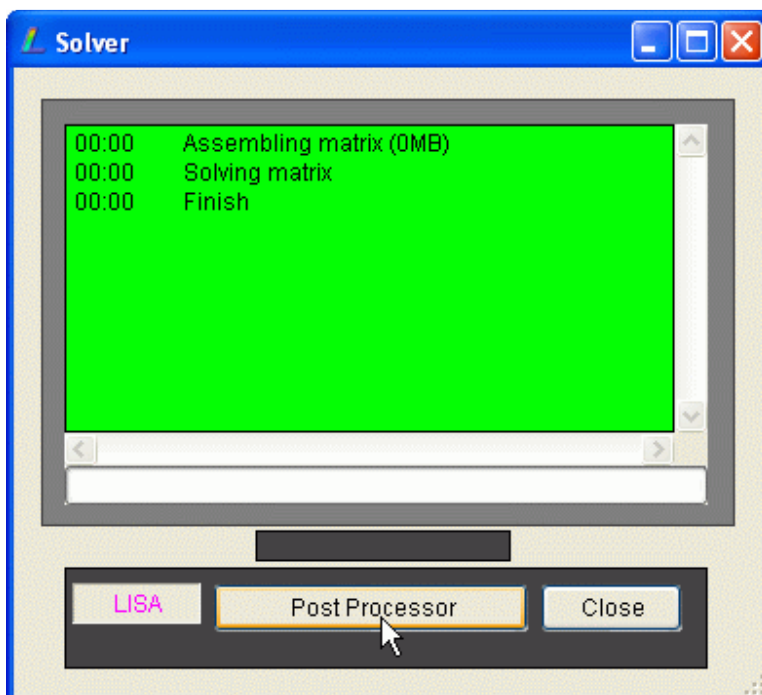 Solver
00:00 Assembling matrix (0MB)
00:00 Solving matrix
00:00 Finish
LISA Post Processor Close